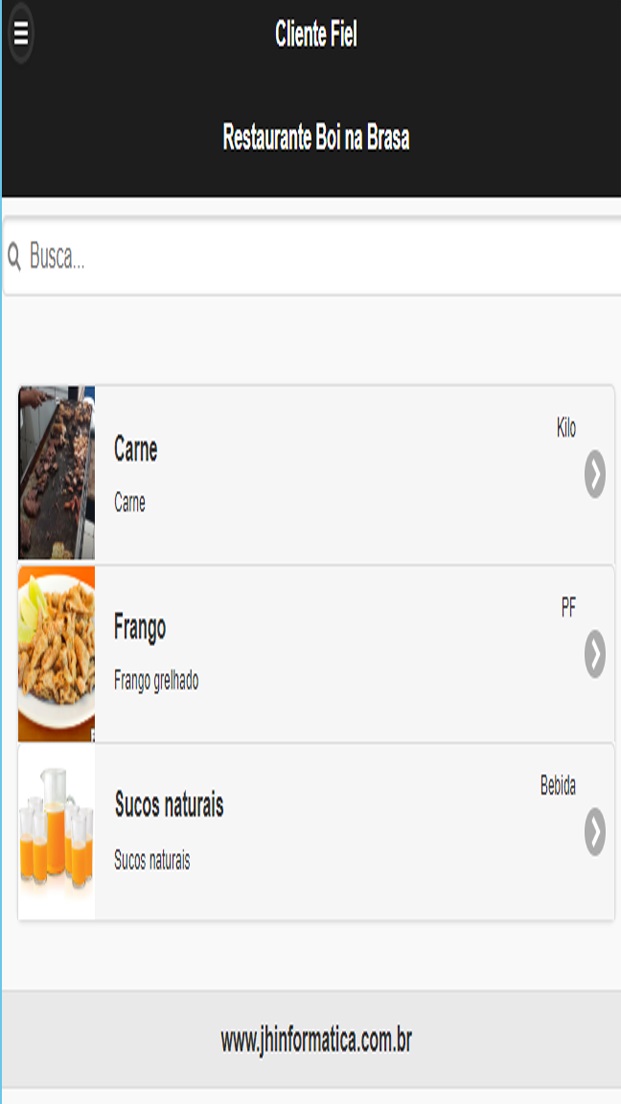 Cliente Fiel
Restaurante Boi na Brasa
Busca...
Kilo
Carne
Carne
PF
Frango
Frango grelhado
Bebida
Sucos naturais
Sucos naturais
www.jhinformatica.com.br